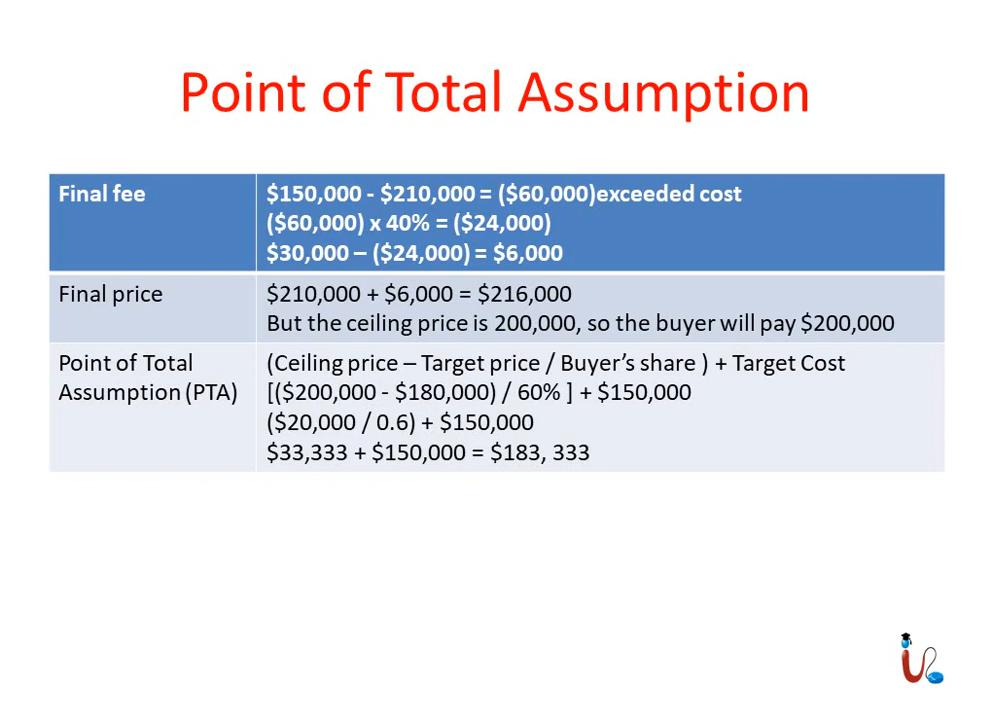 Point of Total Assumption
Final fee
$150,000 - $210,000 = ($60,000)exceeded cost
($60,000) x 40% = ($24,000)
$30,000 – ($24,000) = $6,000
Final price
$210,000 + $6,000 = $216,000
But the ceiling price is 200,000, so the buyer will pay $200,000
Point of Total
Assumption (PTA)
(Ceiling price – Target price / Buyer’s share ) + Target Cost
[($200,000 - $180,000) / 60% ] + $150,000
($20,000 / 0.6) + $150,000
$33,333 + $150,000 = $183, 333